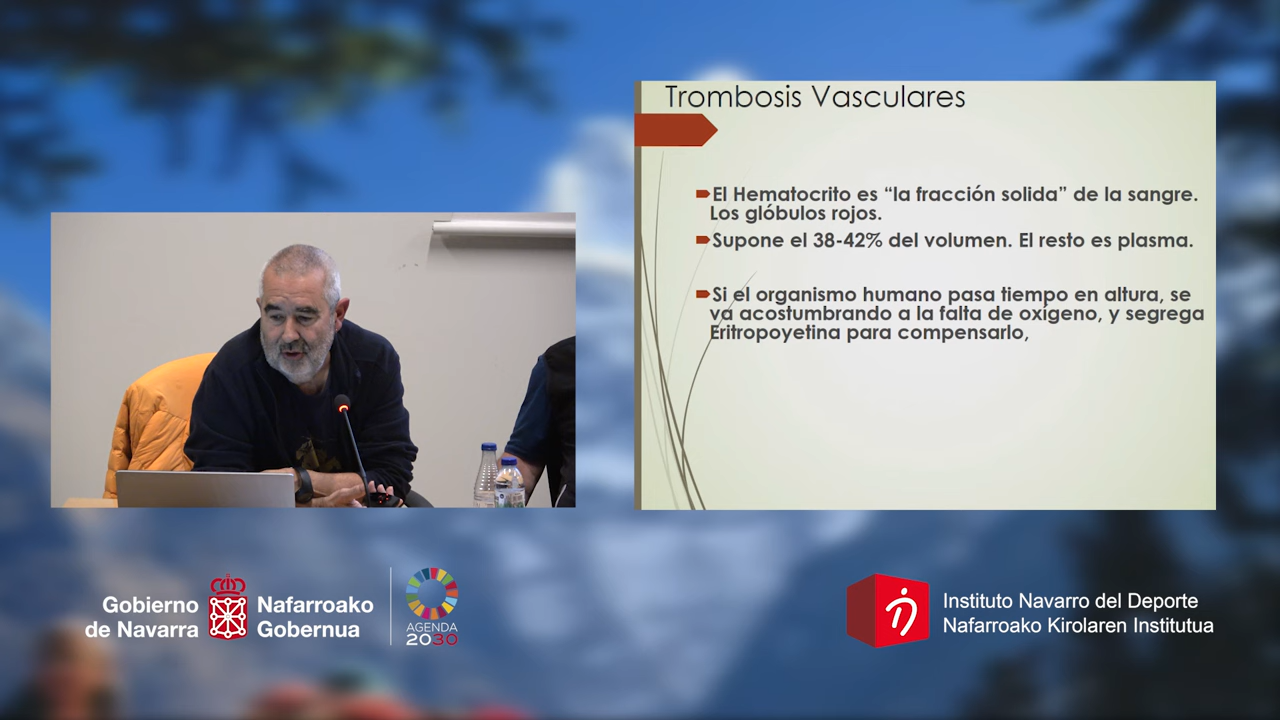 Trombosis Vasculares
El Hematocrito es “la fracción solida” de la sangre.
Los glóbulos rojos.
Supone el 38-42% del volumen. El resto es plasma.
Si el organismo humano pasa tiempo en altura, se
va acostumbrando a la falta de oxígeno, y segrega
Eritropoyetina para compensarlo,
Gobierno
de Navarra
Nafarroako
Gobernua
AGENDA
2030
Instituto Navarro del Deporte
Nafarroako Kirolaren Institutua